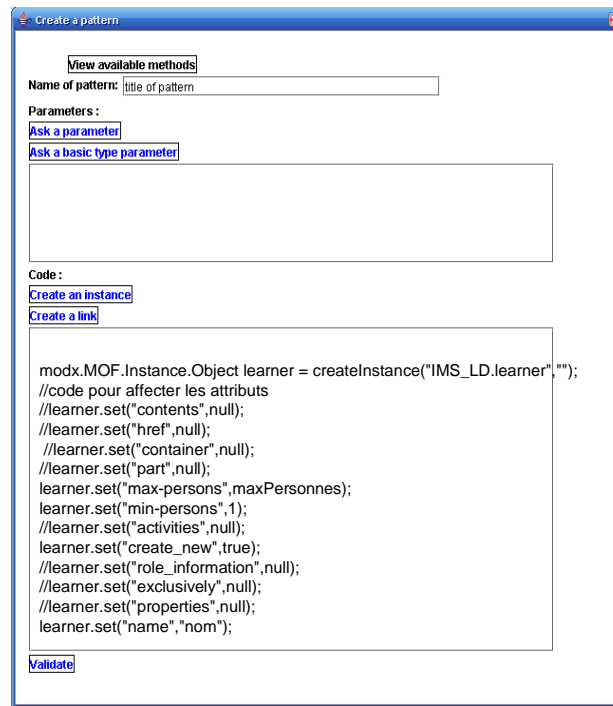 Create a pattern
View available methods
Name of pattern: title of pattern
Parameters :
Ask a parameter
Ask a basic type parameter
Code :
Create an instance
Create a link
modx.MOF.Instance.Object learner = createInstance("IMS_LD.learner","");
//code pour affecter les attributs
//learner.set("contents",null);
//learner.set("href",null);
//learner.set("container",null);
//learner.set("part",null);
learner.set("max-persons",maxPersonnes);
learner.set("min-persons",1);
//learner.set("activities",null);
learner.set("create_new",true);
//learner.set("role_information",null);
//learner.set("exclusively",null);
//learner.set("properties",null);
learner.set("name","nom");
Validate